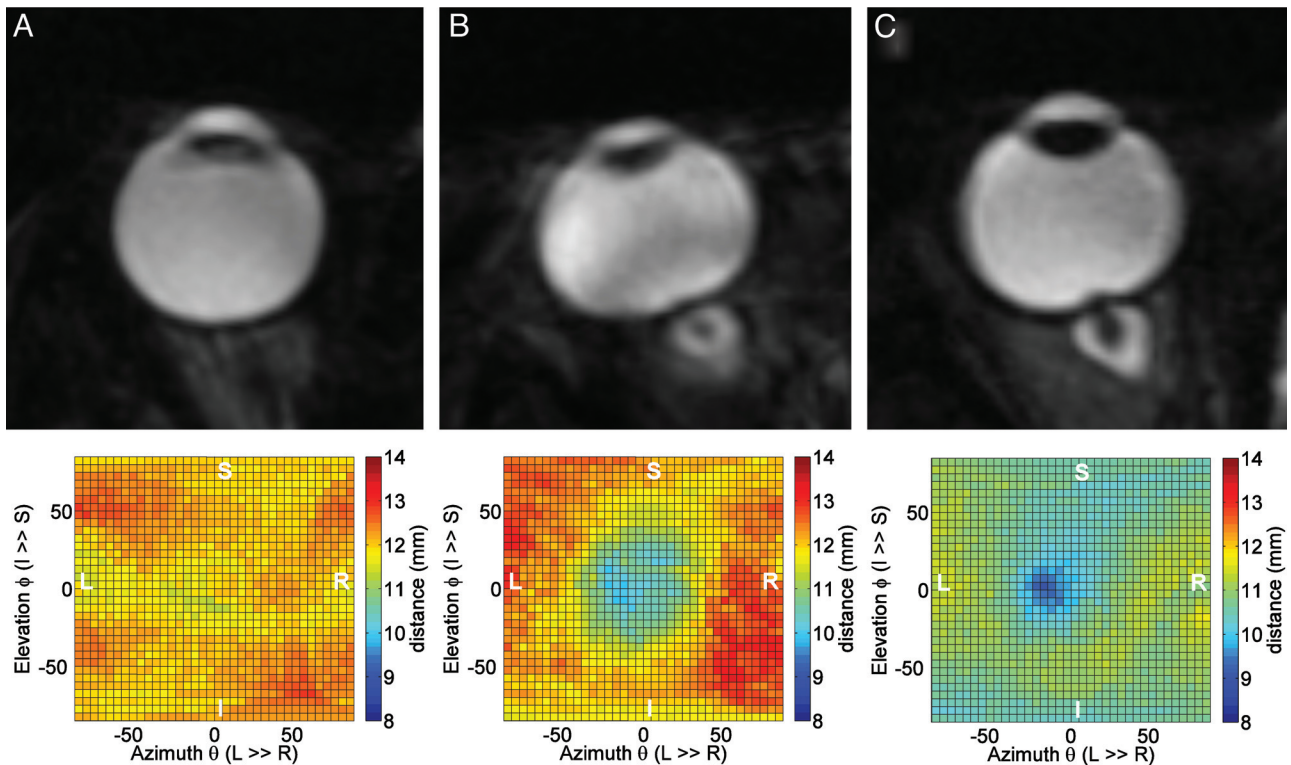 A
B
C
Elevation ϕ (I >> S)
50
0
-50
S
L
R
I
-50 0 50
Azimuth θ (L >> R)
14
13
12
11
10
9
8
distance (mm)
Elevation ϕ (I >> S)
50
0
-50
S
L
R
I
-50 0 50
Azimuth θ (L >> R)
14
13
12
11
10
9
8
distance (mm)
Elevation ϕ (I >> S)
50
0
-50
S
L
R
I
-50 0 50
Azimuth θ (L >> R)
14
13
12
11
10
9
8
distance (mm)